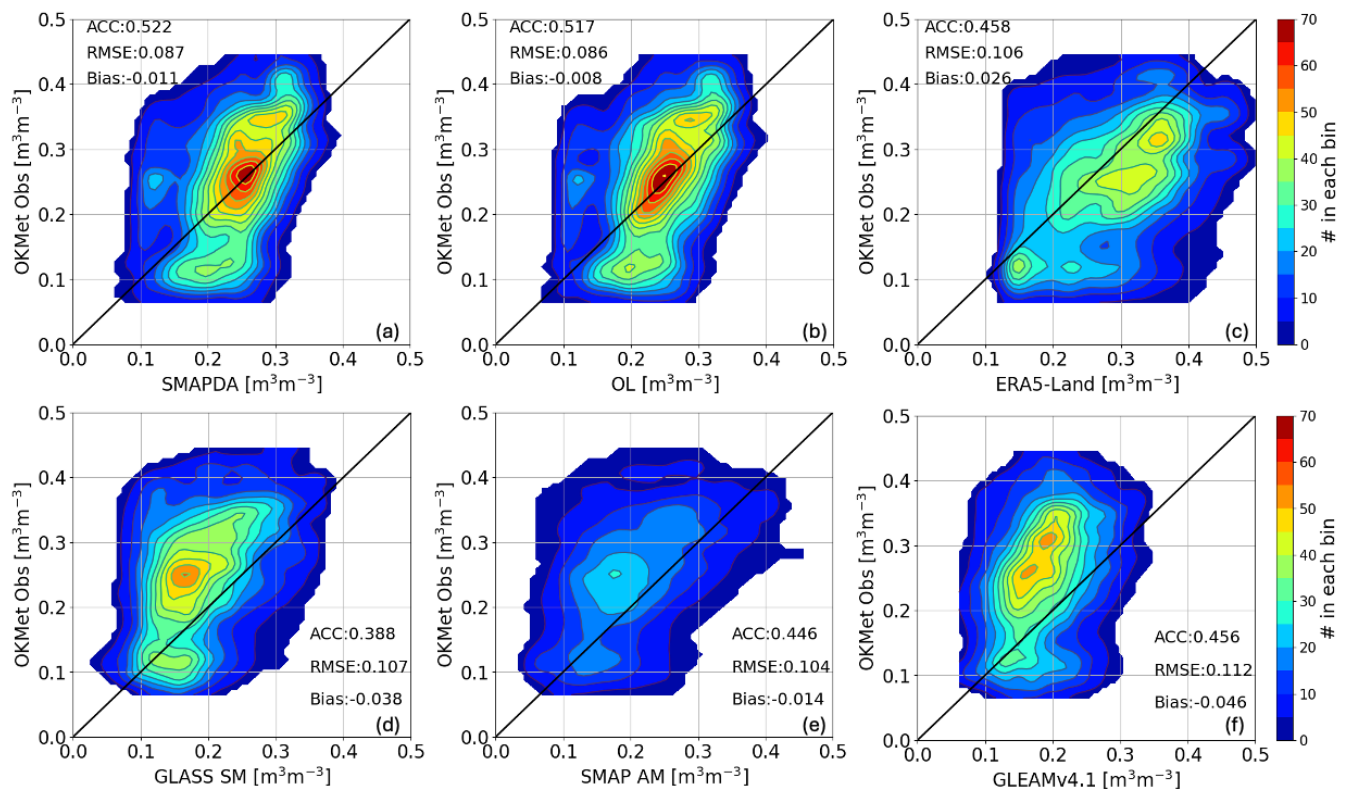 0.5
0.4
0.3
0.2
0.1
0.0
OKMet Obs [m³m⁻³]
ACC:0.522
RMSE:0.087
Bias:-0.011
(a)
0.0 0.1 0.2 0.3 0.4 0.5
SMAPDA [m³m⁻³]
0.5
0.4
0.3
0.2
0.1
0.0
OKMet Obs [m³m⁻³]
ACC:0.517
RMSE:0.086
Bias:-0.008
(b)
0.0 0.1 0.2 0.3 0.4 0.5
OL [m³m⁻³]
0.5
0.4
0.3
0.2
0.1
0.0
OKMet Obs [m³m⁻³]
ACC:0.458
RMSE:0.106
Bias:0.026
(c)
0.0 0.1 0.2 0.3 0.4 0.5
ERA5-Land [m³m⁻³]
70
60
50
40
30
20
10
0
# in each bin
0.5
0.4
0.3
0.2
0.1
0.0
OKMet Obs [m³m⁻³]
ACC:0.388
RMSE:0.107
Bias:-0.038
(d)
0.0 0.1 0.2 0.3 0.4 0.5
GLASS SM [m³m⁻³]
0.5
0.4
0.3
0.2
0.1
0.0
OKMet Obs [m³m⁻³]
ACC:0.446
RMSE:0.104
Bias:-0.014
(e)
0.0 0.1 0.2 0.3 0.4 0.5
SMAP AM [m³m⁻³]
0.5
0.4
0.3
0.2
0.1
0.0
OKMet Obs [m³m⁻³]
ACC:0.456
RMSE:0.112
Bias:-0.046
(f)
0.0 0.1 0.2 0.3 0.4 0.5
GLEAMv4.1 [m³m⁻³]
70
60
50
40
30
20
10
0
# in each bin